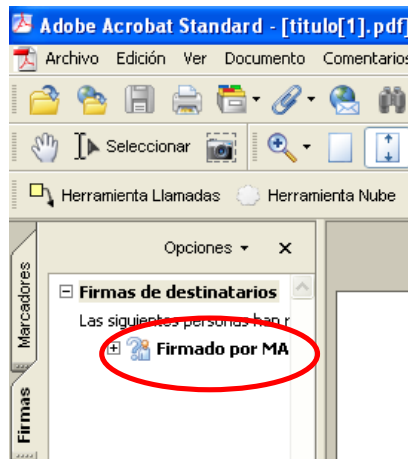 Adobe Acrobat Standard - [titulo[1].pdf]
Archivo Edición Ver Documento Comentarios
Seleccionar
Herramienta Llamadas Herramienta Nube
Opciones
Marcadores
Firmas de destinatarios
Las siguientes personas han r
Firmado por MA
Firmas